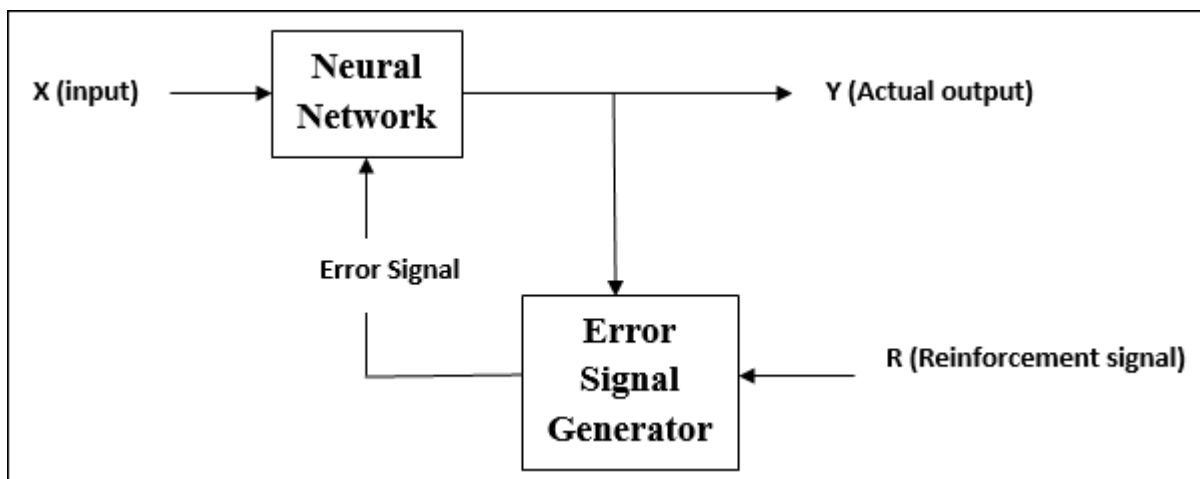 X (input)
Neural
Network
Y (Actual output)
Error Signal
Error
Signal
Generator
R (Reinforcement signal)